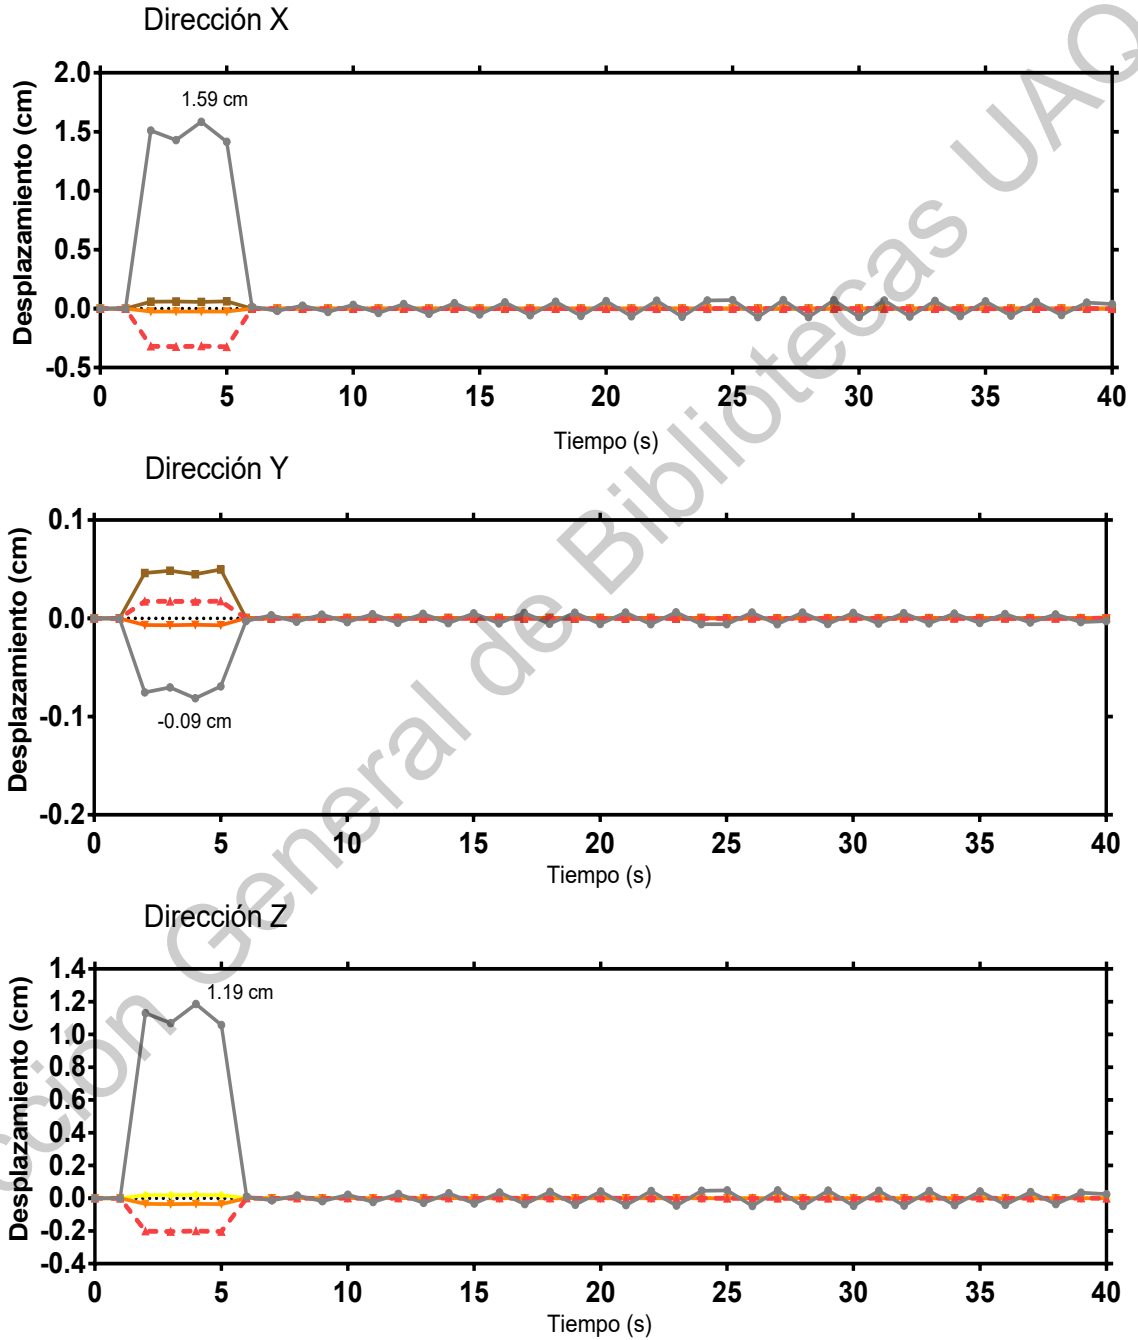 Dirección X
2.0
1.5
1.0
0.5
0.0
-0.5
Desplazamiento (cm)
1.59 cm
0 5 10 15 20 25 30 35 40
Tiempo (s)
Dirección Y
0.1
0.0
-0.1
-0.2
Desplazamiento (cm)
-0.09 cm
0 5 10 15 20 25 30 35 40
Tiempo (s)
Dirección Z
1.4
1.2
1.0
0.8
0.6
0.4
0.2
0.0
-0.2
-0.4
Desplazamiento (cm)
1.19 cm
0 5 10 15 20 25 30 35 40
Tiempo (s)
General de Bibliotecas UAQ